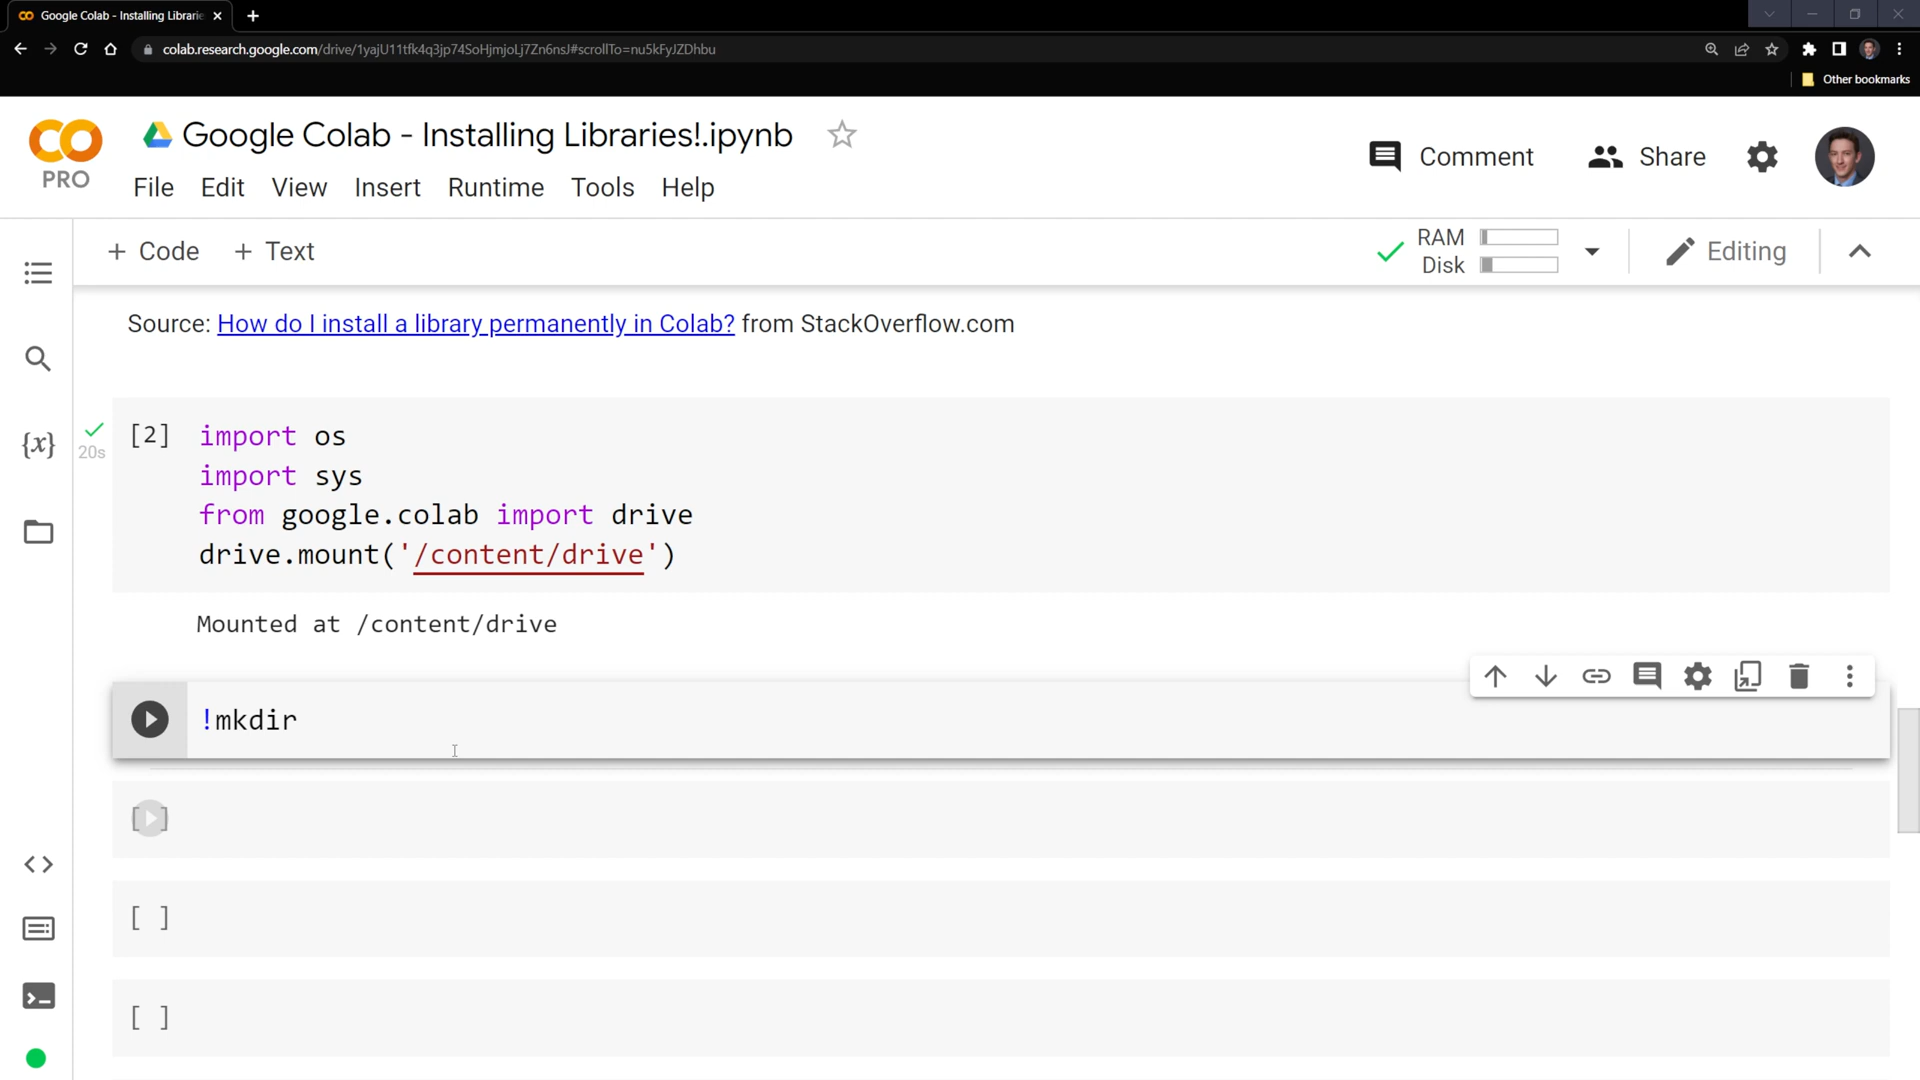 Google Colab - Installing Librarie
colab.research.google.com/drive/1yajU11tfk4q3jp74SoHjmjoLj7Zn6nsJ#scrollTo=nu5kFyJZDhbu
Other bookmarks
PRO
Google Colab - Installing Libraries!.ipynb
Comment
Share
File Edit View Insert Runtime Tools Help
+ Code + Text
RAM
Disk
Editing
Source: How do I install a library permanently in Colab? from StackOverflow.com
{x}
20s
[2]
import os
import sys
from google.colab import drive
drive.mount('/content/drive')
Mounted at /content/drive
!mkdir
[ ]
[ ]
[ ]